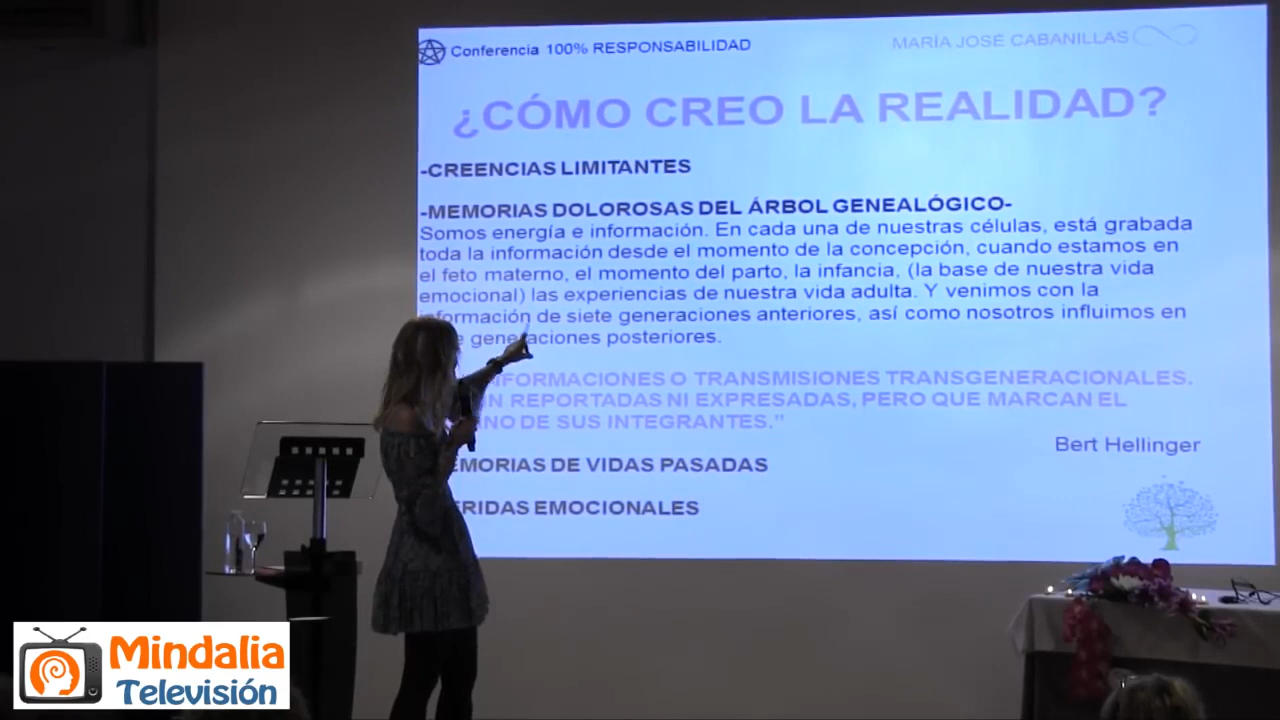 Conferencia 100% RESPONSABILIDAD
MARÍA JOSÉ CABANILLAS
¿CÓMO CREO LA REALIDAD?
-CREENCIAS LIMITANTES
-MEMORIAS DOLOROSAS DEL ÁRBOL GENEALÓGICO-
Somos energía e información. En cada una de nuestras células, está grabada
toda la información desde el momento de la concepción, cuando estamos en
el feto materno, el momento del parto, la infancia, (la base de nuestra vida
emocional) las experiencias de nuestra vida adulta. Y venimos con la
información de siete generaciones anteriores, así como nosotros influimos en
generaciones posteriores.
INFORMACIONES O TRANSMISIONES TRANSGENERACIONALES.
REPORTADAS NI EXPRESADAS, PERO QUE MARCAN EL
DE SUS INTEGRANTES."
Bert Hellinger
MEMORIAS DE VIDAS PASADAS
HERIDAS EMOCIONALES
Mindalia
Televisión